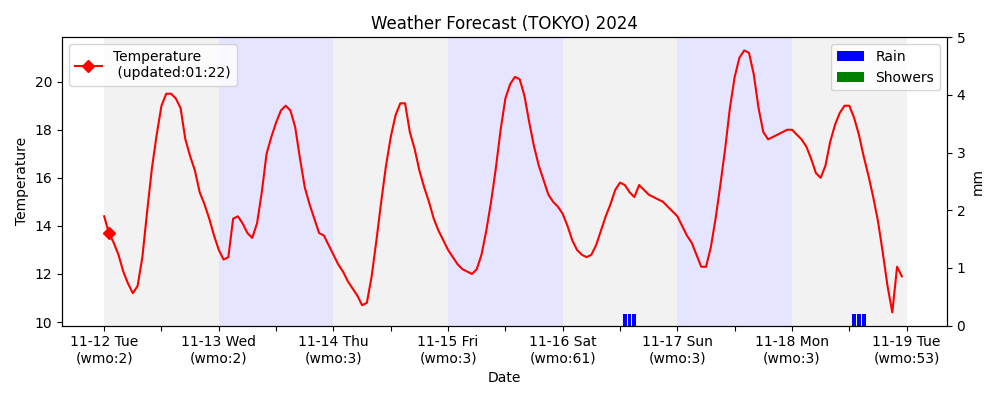 Weather Forecast (TOKYO) 2024
Temperature
(updated:01:22)
Rain
Showers
Temperature
20
18
16
14
12
10
5
4
3
2
1
0
mm
11-12 Tue
(wmo:2)
11-13 Wed
(wmo:2)
11-14 Thu
(wmo:3)
11-15 Fri
(wmo:3)
11-16 Sat
(wmo:61)
11-17 Sun
(wmo:3)
11-18 Mon
(wmo:3)
11-19 Tue
(wmo:53)
Date